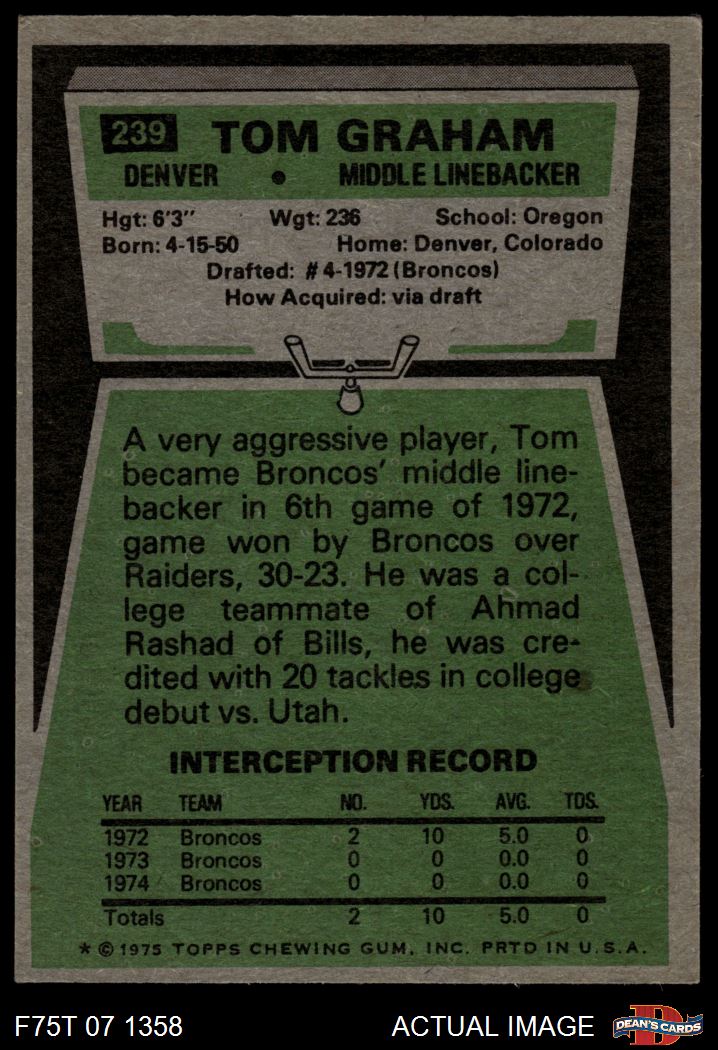 239 TOM GRAHAM
DENVER • MIDDLE LINEBACKER
Hgt: 6'3" Wgt: 236 School: Oregon
Born: 4-15-50 Home: Denver, Colorado
Drafted: #4-1972 (Broncos)
How Acquired: via draft
A very aggressive player, Tom
became Broncos' middle line-
backer in 6th game of 1972,
game won by Broncos over
Raiders, 30-23. He was a col-
lege teammate of Ahmad
Rashad of Bills, he was cre-
dited with 20 tackles in college
debut vs. Utah.
INTERCEPTION RECORD
YEAR TEAM NO. YDS. AVG. TDS.
1972 Broncos 2 10 5.0 0
1973 Broncos 0 0 0.0 0
1974 Broncos 0 0 0.0 0
Totals 2 10 5.0 0
* © 1975 TOPPS CHEWING GUM, INC. PRTD IN U.S.A.
F75T 07 1358 ACTUAL IMAGE DEAN'S CARDS